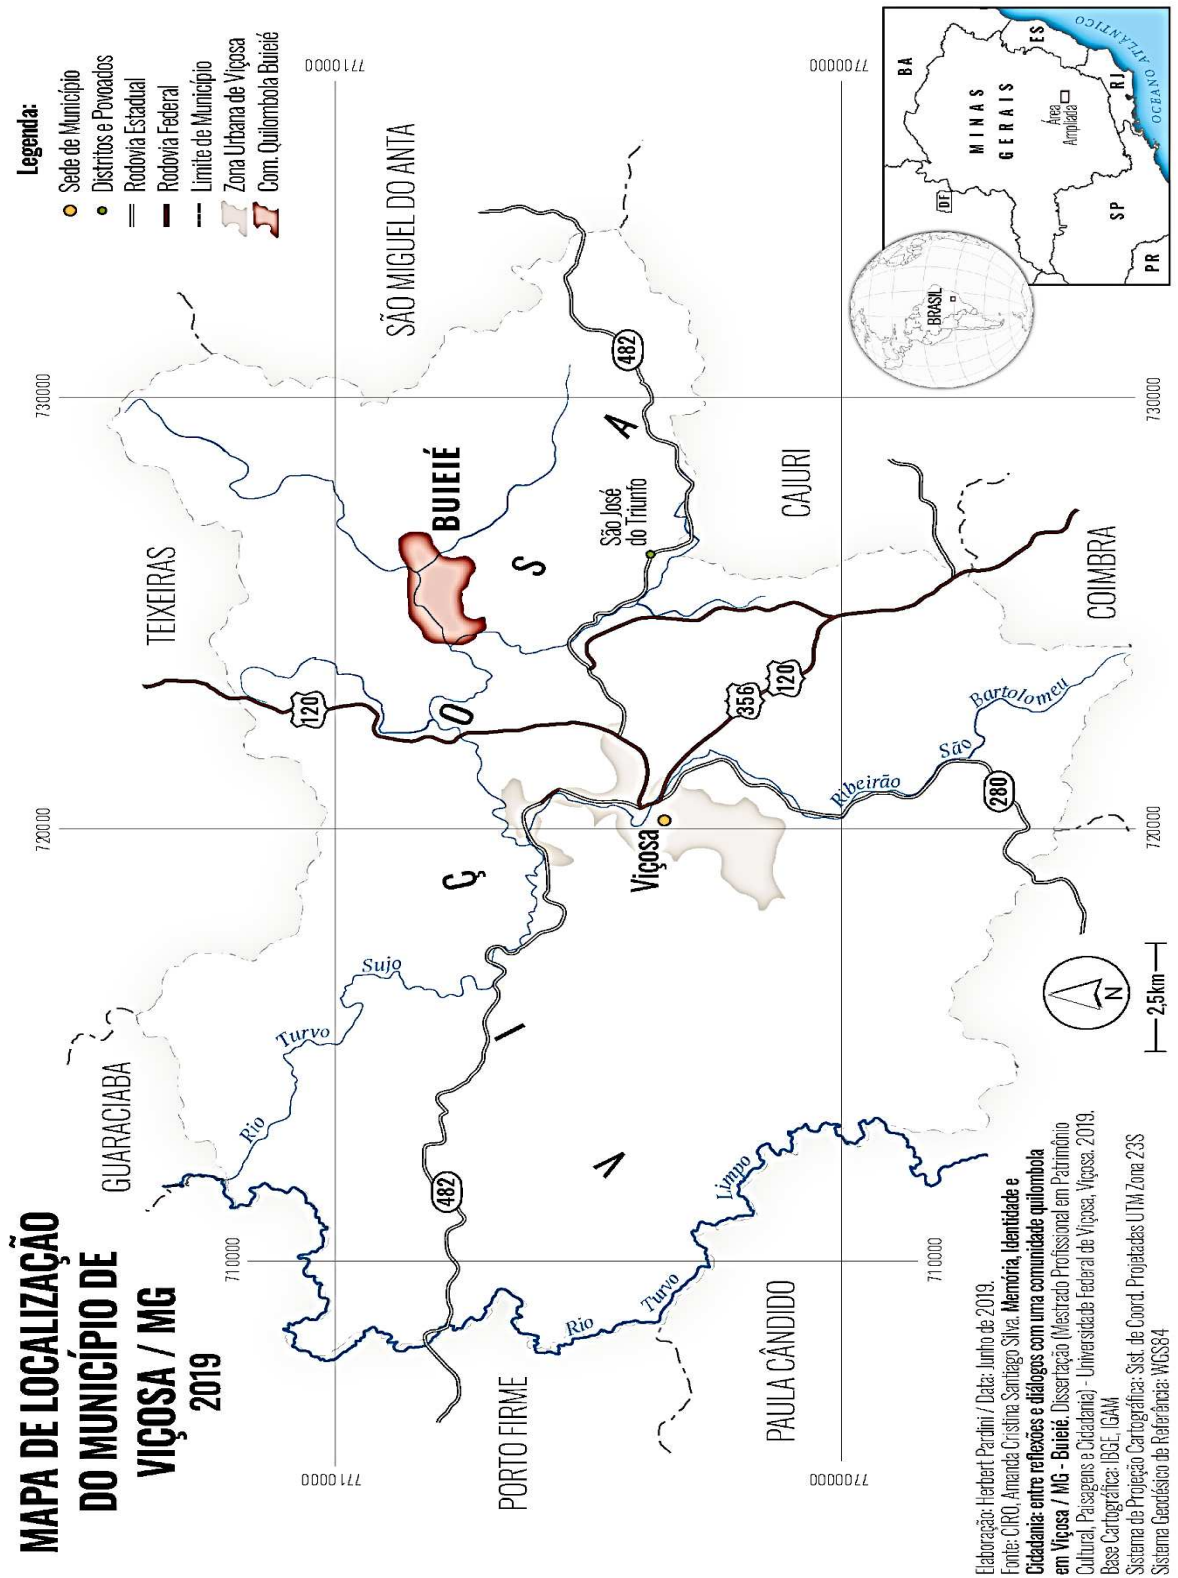 MAPA DE LOCALIZAÇÃO
DO MUNICÍPIO DE
VIÇOSA / MG
2019
Legenda:
Sede de Município
Distritos e Povoados
Rodovia Estadual
Rodovia Federal
Limite de Município
Zona Urbana de Viçosa
Com. Quilombola Buieié
710000
720000
730000
7710000
7710000
7700000
7700000
710000
720000
730000
GUARACIABA
TEIXEIRAS
SÃO MIGUEL DO ANTA
CAJURI
COIMBRA
PAULA CÂNDIDO
PORTO FIRME
V I Ç O S A
BUIEIÉ
São José
do Triunfo
Viçosa
Rio
Turvo
Sujo
Rio
Turvo
Limpo
Ribeirão
São
Bartolomeu
120
482
482
356
120
280
N
2,5km
BRASIL
BA
DF
MINAS
GERAIS
ES
RJ
SP
PR
Área
Ampliada
OCEANO ATLÂNTICO
Elaboração: Herbert Pardini / Data: Junho de 2019.
Fonte: CIRO, Amanda Cristina Santiago Silva. Memória, Identidade e
Cidadania: entre reflexões e diálogos com uma comunidade quilombola
em Viçosa / MG - Buieié. Dissertação (Mestrado Profissional em Patrimônio
Cultural, Paisagens e Cidadania) - Universidade Federal de Viçosa, Viçosa. 2019.
Base Cartográfica: IBGE, IGAM
Sistema de Projeção Cartográfica: Sist. de Coord. Projetadas UTM Zona 23S
Sistema Geodésico de Referência: WGS84